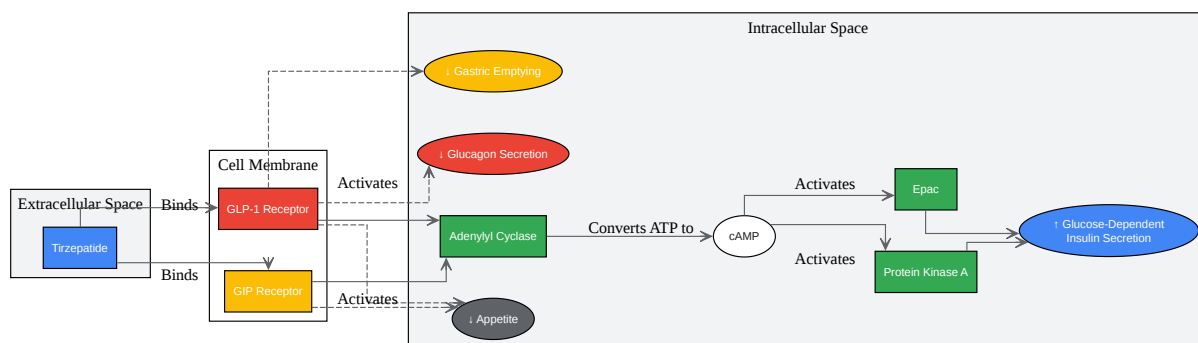 Intracellular Space
↓ Gastric Emptying
Cell Membrane
↓ Glucagon Secretion
Activates
Extracellular Space
Binds
GLP-1 Receptor
Activates
Epac
Tirzepatide
Adenylyl Cyclase
Converts ATP to
cAMP
↑ Glucose-Dependent
Insulin Secretion
Binds
GIP Receptor
Activates
Activates
Protein Kinase A
↓ Appetite